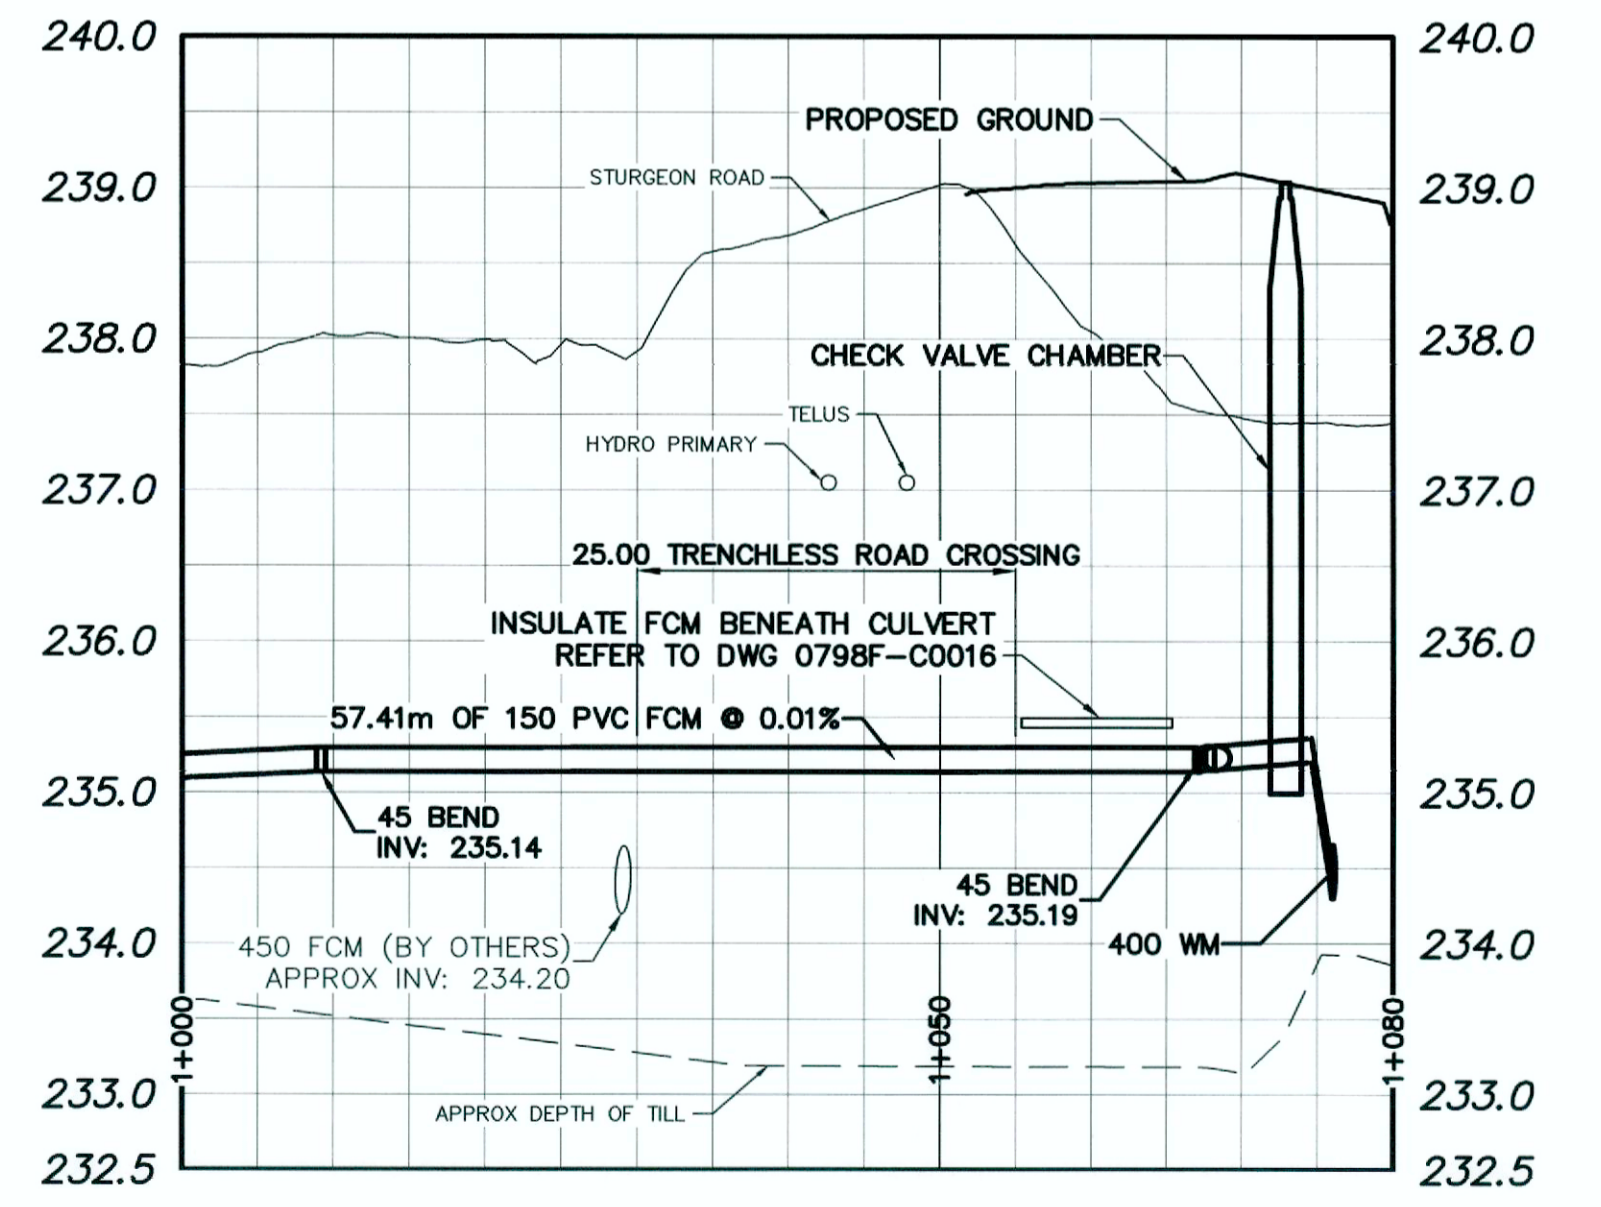 240.0
240.0
PROPOSED GROUND
STURGEON ROAD
239.0
239.0
238.0
238.0
CHECK VALVE CHAMBER
TELUS
HYDRO PRIMARY
237.0
237.0
25.00 TRENCHLESS ROAD CROSSING
INSULATE FCM BENEATH CULVERT
REFER TO DWG 0798F-C0016
236.0
236.0
57.41m OF 150 PVC FCM @ 0.01%
235.0
235.0
45 BEND
INV: 235.14
45 BEND
INV: 235.19
450 FCM (BY OTHERS)
APPROX INV: 234.20
400 WM
234.0
234.0
1+000
1+050
1+080
233.0
233.0
APPROX DEPTH OF TILL
232.5
232.5